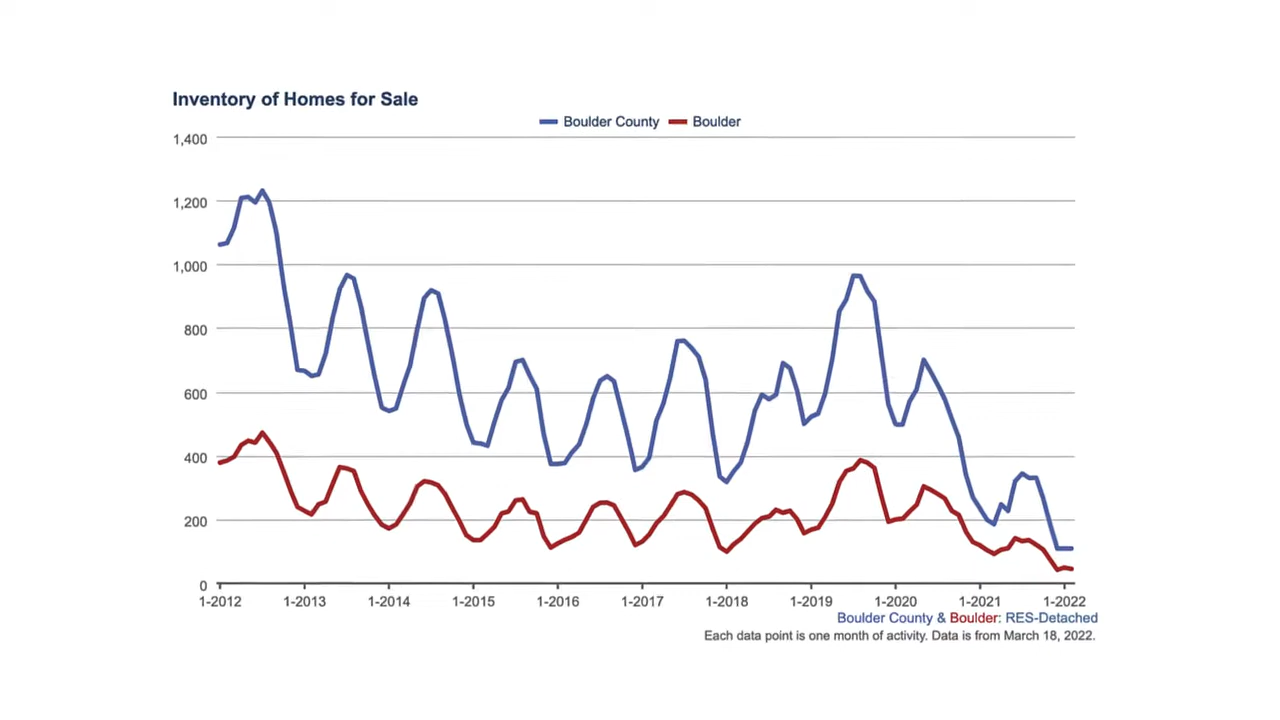 Inventory of Homes for Sale
Boulder County Boulder
1,400
1,200
1,000
800
600
400
200
0
1-2012 1-2013 1-2014 1-2015 1-2016 1-2017 1-2018 1-2019 1-2020 1-2021 1-2022
Boulder County & Boulder: RES-Detached
Each data point is one month of activity. Data is from March 18, 2022.